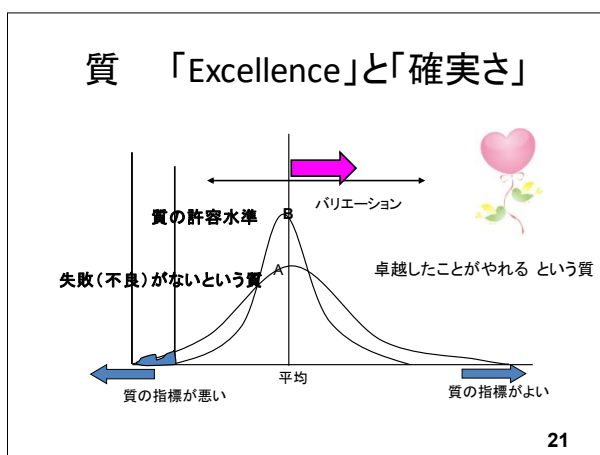 質 「Excellence」と「確実さ」
バリエーション
質の許容水準
B
失敗(不良)がないという質
A
卓越したことがやれる という質
平均
質の指標が悪い
質の指標がよい
21